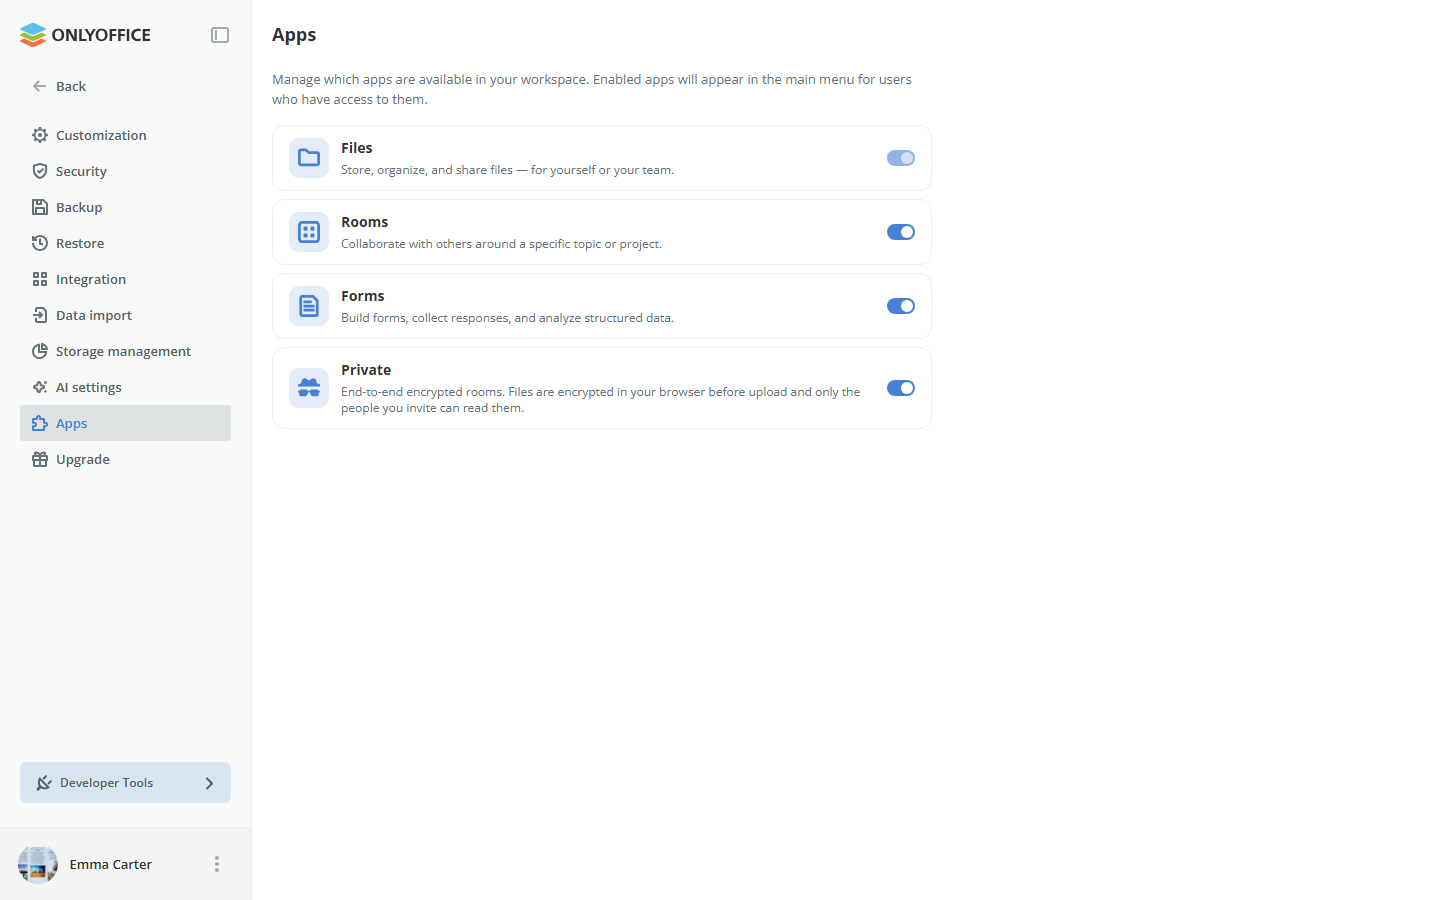 ONLYOFFICE
Back
Customization
Security
Backup
Restore
Integration
Data import
Storage management
AI settings
Apps
Upgrade
Developer Tools
Emma Carter
Apps
Manage which apps are available in your workspace. Enabled apps will appear in the main menu for users
who have access to them.
Files
Store, organize, and share files — for yourself or your team.
Rooms
Collaborate with others around a specific topic or project.
Forms
Build forms, collect responses, and analyze structured data.
Private
End-to-end encrypted rooms. Files are encrypted in your browser before upload and only the
people you invite can read them.